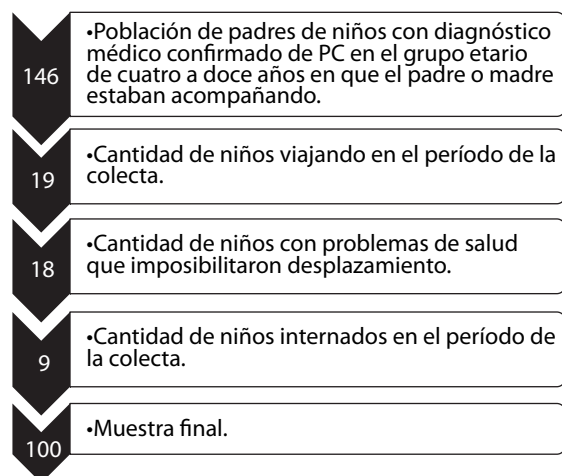 146
•Población de padres de niños con diagnóstico
médico confirmado de PC en el grupo etario
de cuatro a doce años en que el padre o madre
estaban acompañando.
19
•Cantidad de niños viajando en el período de la
colecta.
18
•Cantidad de niños con problemas de salud
que imposibilitaron desplazamiento.
9
•Cantidad de niños internados en el período de
la colecta.
100
•Muestra final.